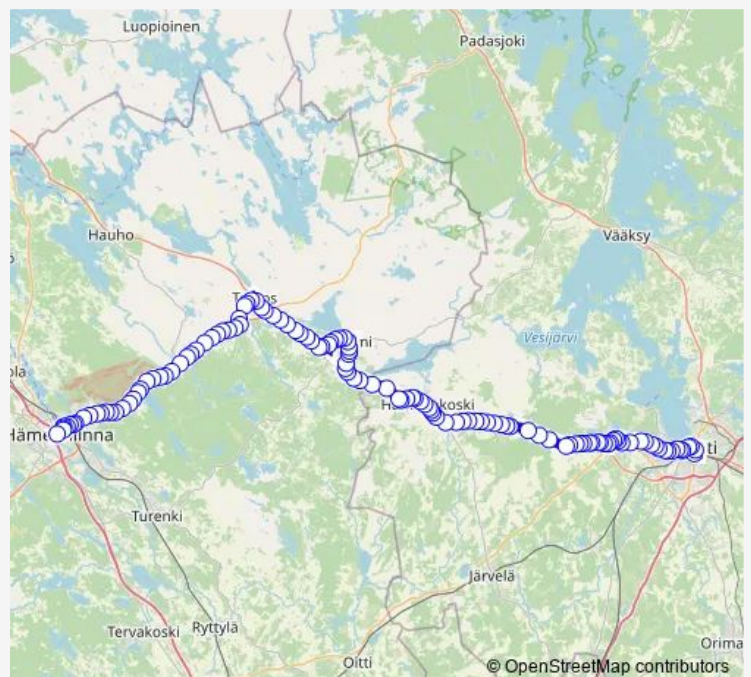 Luopioinen
Padasjoki
Hauho
Vääksy
Vesijärvi
Turenki
Järvelä
Tervakoski
Ryttylä
Oitti
Orima
© OpenStreetMap contributors